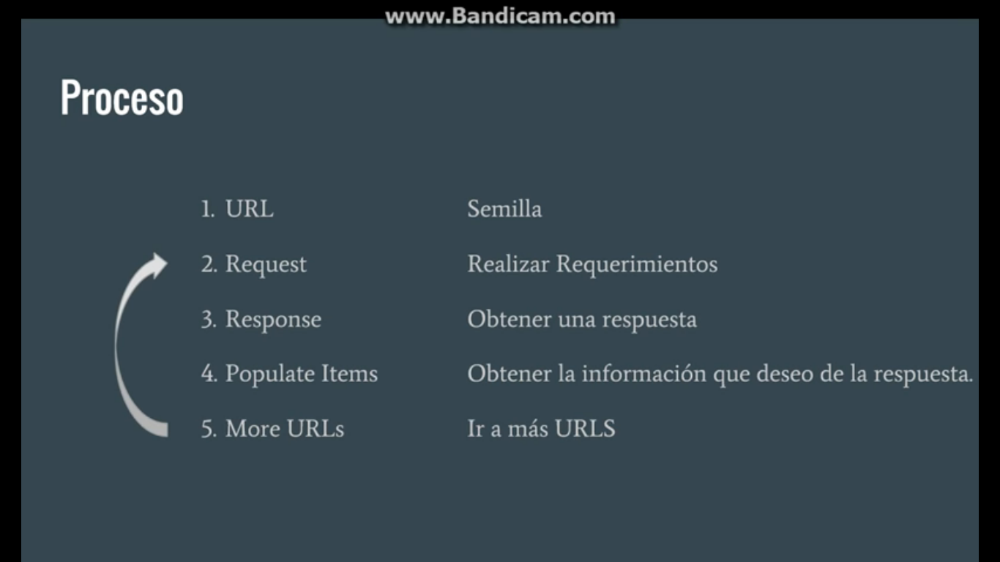 www.Bandicam.com
Proceso
1. URL Semilla
2. Request Realizar Requerimientos
3. Response Obtener una respuesta
4. Populate Items Obtener la información que deseo de la respuesta.
5. More URLs Ir a más URLS